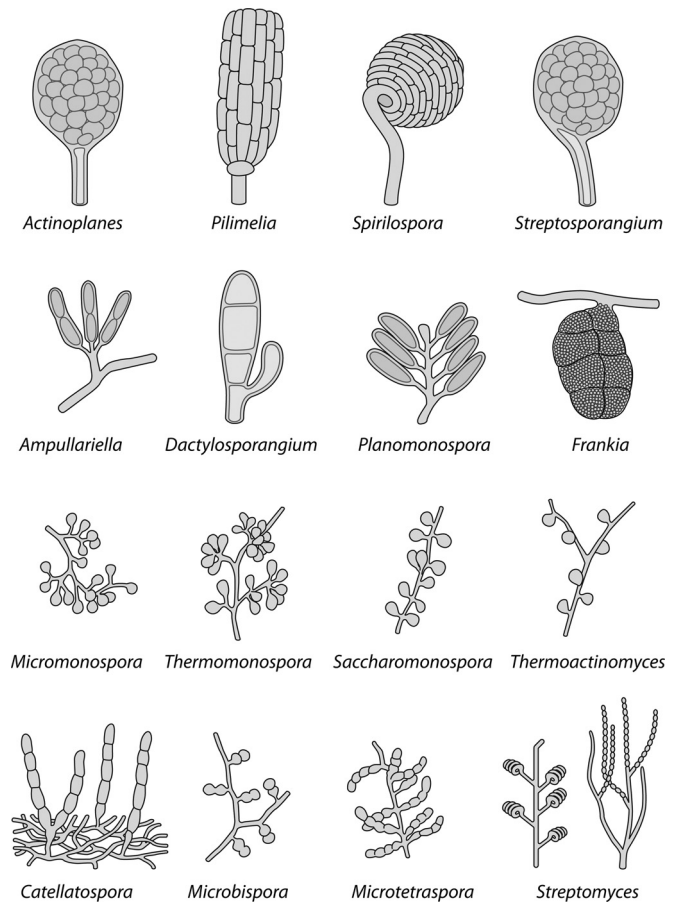 Actinoplanes
Pilimelia
Spirilospora
Streptosporangium
Ampullariella
Dactylosporangium
Planomonospora
Frankia
Micromonospora
Thermomonospora
Saccharomonospora
Thermoactinomyces
Catellatospora
Microbispora
Microtetraspora
Streptomyces